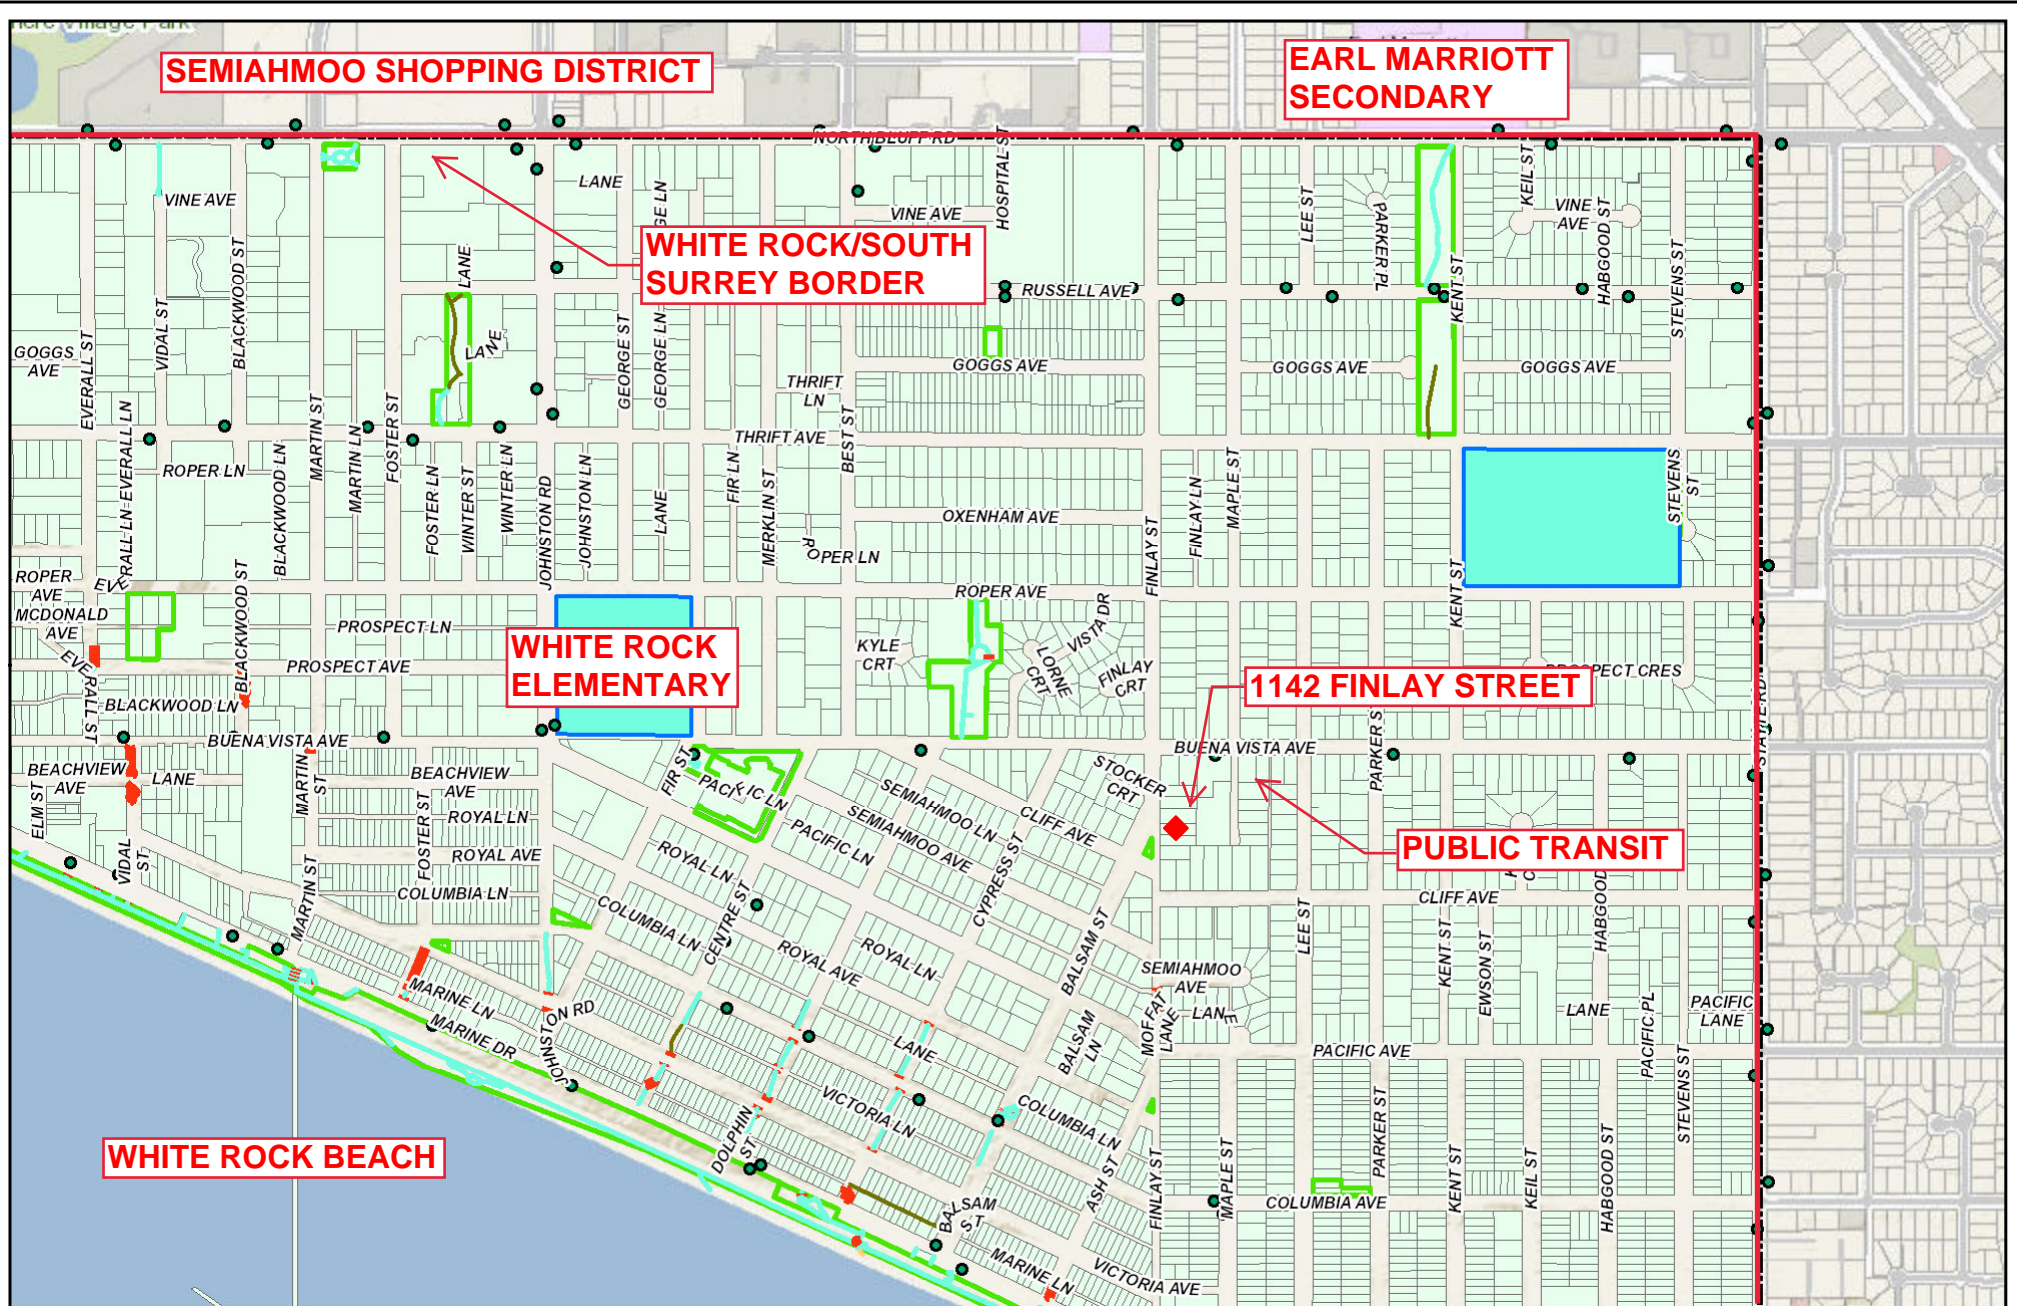 SEMIAHMOO SHOPPING DISTRICT
EARL MARRIOTT
SECONDARY
NORTH BLUFF RD
HOSPITAL ST
LANE
VINE AVE
VINE AVE
VINE
AVE
KEIL ST
LEE ST
PARKER PL
HABGOOD ST
WHITE ROCK/SOUTH
SURREY BORDER
LANE
RUSSELL AVE
KENT ST
STEVENS ST
EVERALL ST
VIDAL ST
BLACKWOOD ST
GOGGS
AVE
LANE
GEORGE ST
GEORGE LN
GOGGS AVE
GOGGS AVE
GOGGS AVE
THRIFT
LN
MARTIN ST
MARTIN LN
FOSTER ST
THRIFT AVE
BEST ST
ROPER LN
BLACKWOOD LN
FOSTER LN
WINTER ST
WINTER LN
JOHNSTON RD
JOHNSTON LN
LANE
FIR LN
MERKLIN ST
ROPER LN
OXENHAM AVE
FINLAY ST
FINLAY LN
MAPLE ST
STEVENS
ST
ROPER
AVE
MCDONALD
AVE
ROPER AVE
KENT ST
PROSPECT LN
PROSPECT AVE
BLACKWOOD ST
BLACKWOOD LN
WHITE ROCK
ELEMENTARY
KYLE
CRT
LORNE
CRT
VISTA DR
FINLAY
CRT
1142 FINLAY STREET
PARKER S
BUENA VISTA AVE
BUENA VISTA AVE
BEACHVIEW
AVE
LANE
ELM ST
VIDAL
ST
MARTIN
ST
BEACHVIEW
AVE
FOSTER ST
ROYAL LN
ROYAL AVE
COLUMBIA LN
FIR ST
PACIFIC LN
SEMIAHMOO LN
SEMIAHMOO AVE
CLIFF AVE
STOCKER
CRT
PUBLIC TRANSIT
PACIFIC LN
ROYAL LN
CENTRE ST
COLUMBIA LN
CYPRESS ST
CLIFF AVE
MARTIN ST
ROYAL AVE
ROYAL LN
BALSAM ST
LEE ST
KENT ST
EWSON ST
HABGOOD
SEMIAHMOO
AVE
LANE
MOFFAT
LANE
LANE
PACIFIC PL
PACIFIC
LANE
MARINE LN
MARINE DR
JOHNSTON RD
LANE
BALSAM
LN
PACIFIC AVE
VICTORIA LN
COLUMBIA LN
DOLPHIN
ST
WHITE ROCK BEACH
ASH ST
FINLAY ST
MAPLE ST
PARKER ST
KENT ST
KEIL ST
HABGOOD ST
STEVENS ST
COLUMBIA AVE
BALSAM
ST
MARINE LN
VICTORIA AVE